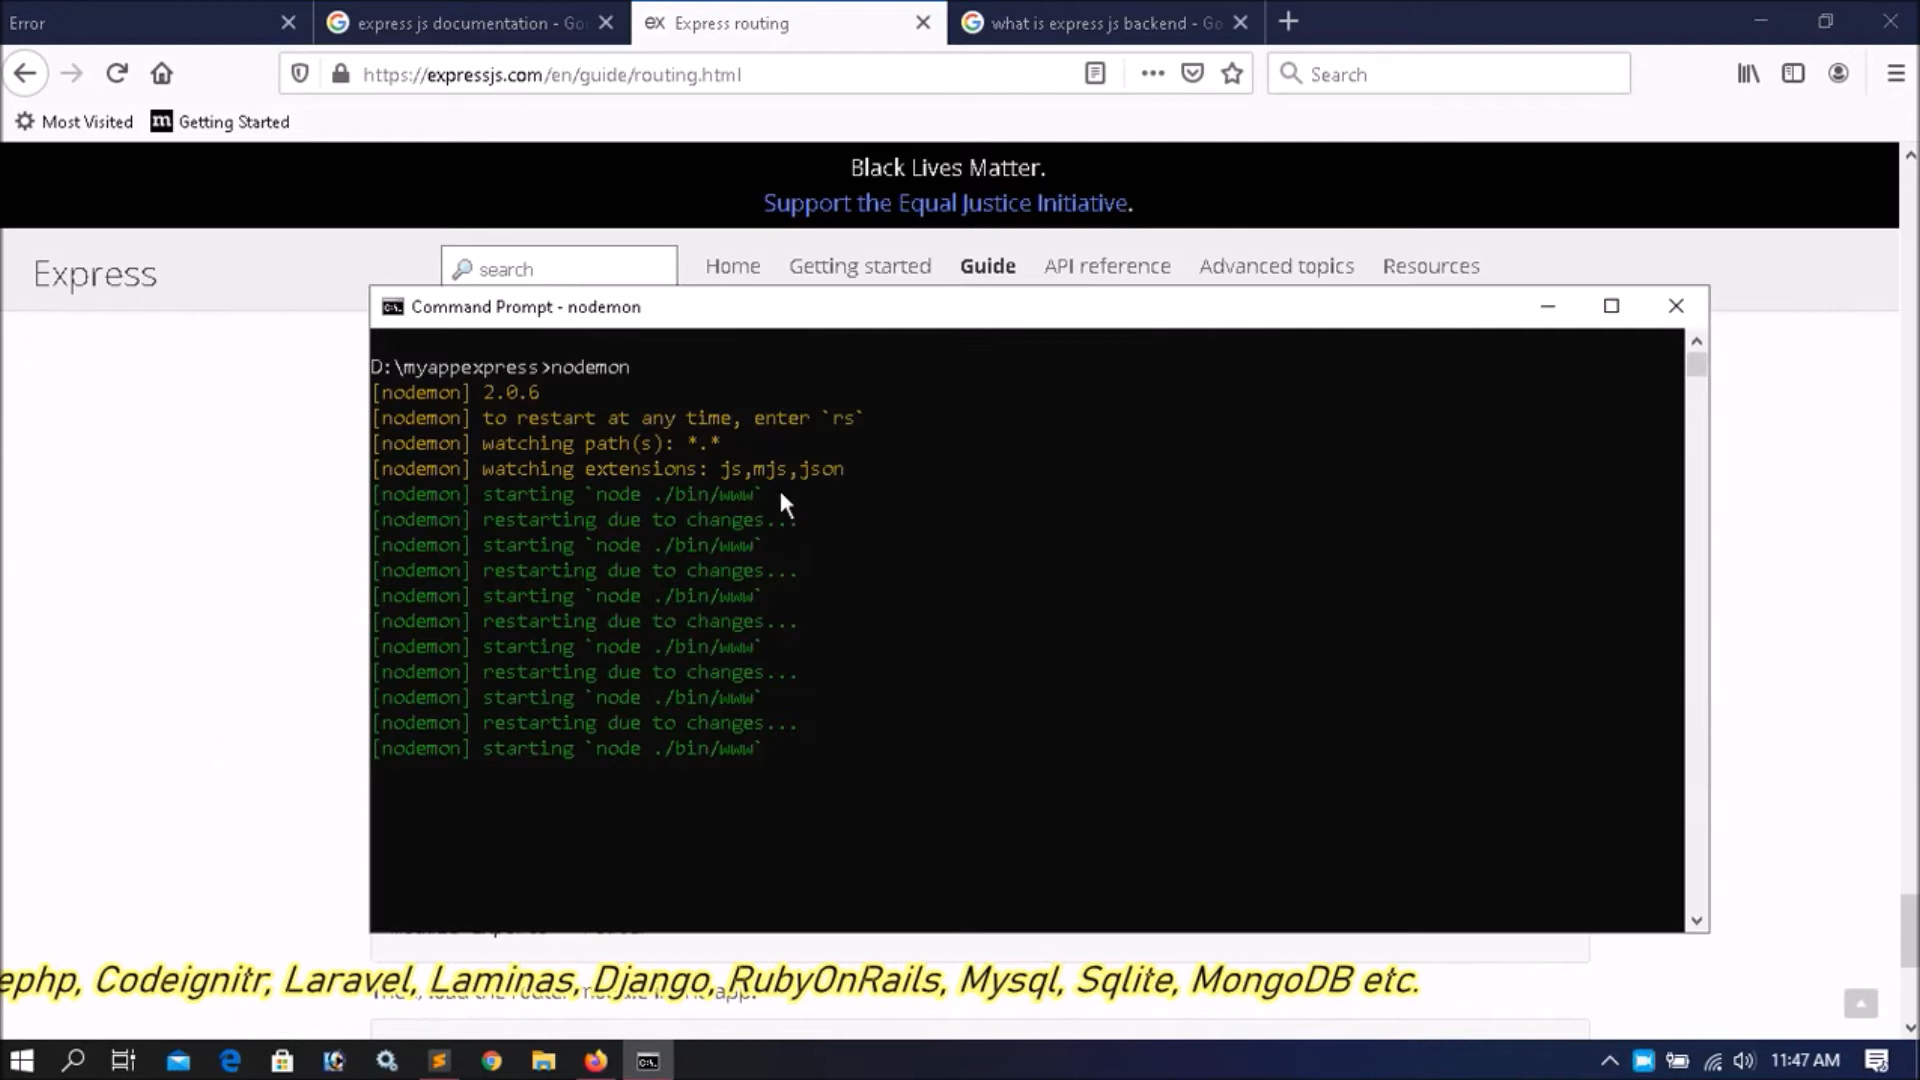 Error
express js documentation - Goo
ex Express routing
what is express js backend - Go
https://expressjs.com/en/guide/routing.html
Search
Most Visited
m Getting Started
Black Lives Matter.
Support the Equal Justice Initiative.
Express
search
Home
Getting started
Guide
API reference
Advanced topics
Resources
Command Prompt - nodemon
D:\myappexpress>nodemon
[nodemon] 2.0.6
[nodemon] to restart at any time, enter `rs`
[nodemon] watching path(s): *.*
[nodemon] watching extensions: js,mjs,json
[nodemon] starting `node ./bin/www`
[nodemon] restarting due to changes...
[nodemon] starting `node ./bin/www`
[nodemon] restarting due to changes...
[nodemon] starting `node ./bin/www`
[nodemon] restarting due to changes...
[nodemon] starting `node ./bin/www`
[nodemon] restarting due to changes...
[nodemon] starting `node ./bin/www`
[nodemon] restarting due to changes...
[nodemon] starting `node ./bin/www`
ephp, Codeignitr, Laravel, Laminas, Django, RubyOnRails, Mysql, Sqlite, MongoDB etc.
11:47 AM